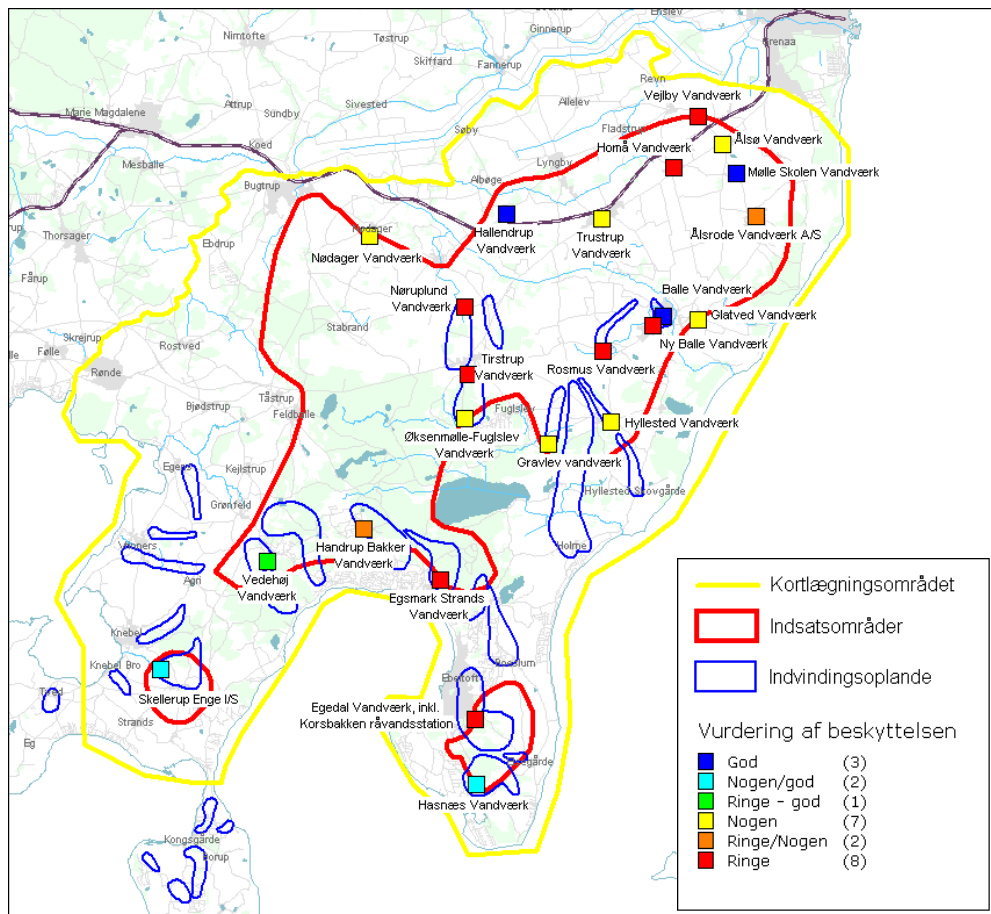 Nimtofte
Tøstrup
Ginnerup
Skiffard
Fannerup
Grenaa
Revn
Marie Magdalene
Attrup
Sundby
Sivested
Allelev
Vejlby Vandværk
Søby
Fladstrup
Koed
Homå Vandværk
Ålsø Vandværk
Mesballe
Lyngby
Mølle Skolen Vandværk
Bugtrup
Albøge
Thorsager
Ebdrup
Nødager
Hallendrup
Vandværk
Trustrup
Vandværk
Ålsrode Vandværk A/S
Nødager Vandværk
Fårup
Nøruplund
Vandværk
Balle Vandværk
Stabrand
Glatved Vandværk
Skrejrup
Rostved
Ny Balle Vandværk
Følle
Tirstrup
Vandværk
Rosmus Vandværk
Rønde
Tåstrup
Bjødstrup
Feldballe
Fuglslev
Hyllested Vandværk
Øksenmølle-Fuglslev
Vandværk
Gravlev vandværk
Egens
Kejlstrup
Hyllested Skovgårde
Grønfeld
Holme
Handrup Bakker
Vandværk
Vedehøj
Vandværk
Agri
Egsmark Strands
Vandværk
Knebel
Knebel Bro
Boeslum
Skellerup Enge I/S
Ebeltoft
Strands
Egedal Vandværk, inkl.
Korsbakken råvandsstation
Eg
Hasnæs Vandværk
Kongsgårde
Borup
Kortlægningsområdet
Indsatsområder
Indvindingsoplande
Vurdering af beskyttelsen
God (3)
Nogen/god (2)
Ringe - god (1)
Nogen (7)
Ringe/Nogen (2)
Ringe (8)